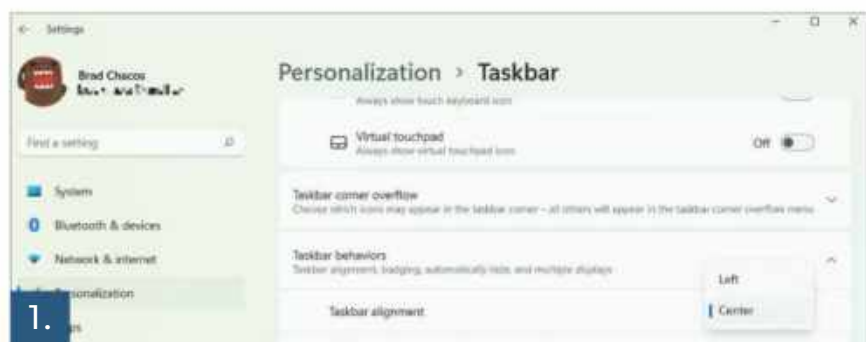 Settings
Brad Chacos
Personalization > Taskbar
Always show touch keyboard icon
Find a setting
Virtual touchpad
Always show virtual touchpad icon
Off
System
Taskbar corner overflow
Choose which icons may appear in the taskbar corner – all others will appear in the taskbar corner overflow menu
Bluetooth & devices
Network & internet
Taskbar behaviors
Taskbar alignment, badging, automatically hide, and multiple displays
Left
Personalization
Taskbar alignment
Center
1.